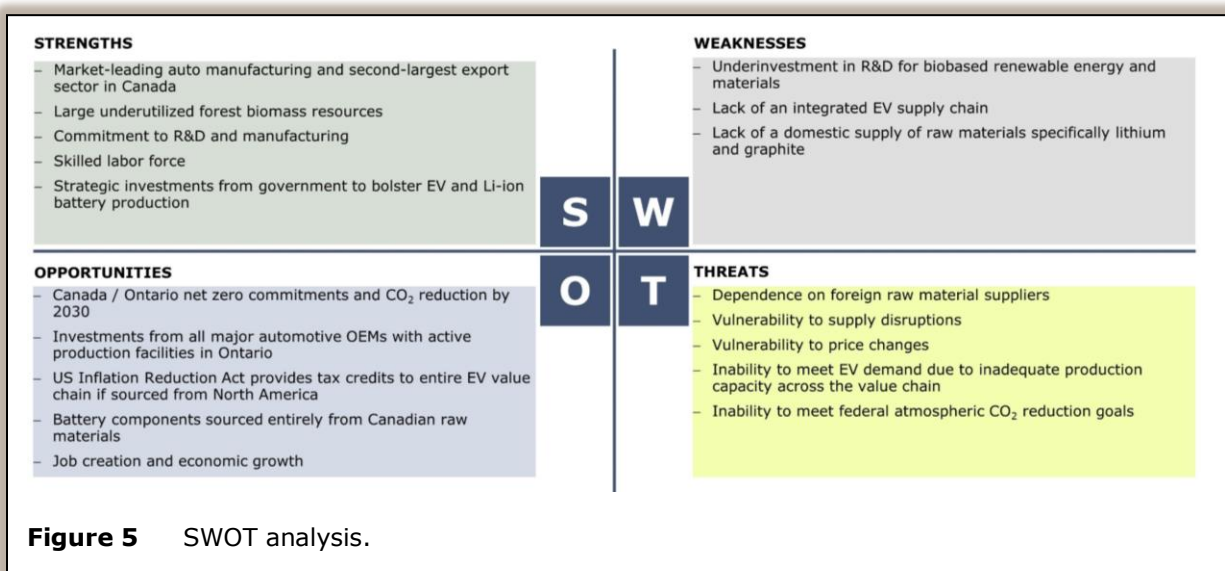 STRENGTHS
– Market-leading auto manufacturing and second-largest export
sector in Canada
– Large underutilized forest biomass resources
– Commitment to R&D and manufacturing
– Skilled labor force
– Strategic investments from government to bolster EV and Li-ion
battery production
WEAKNESSES
– Underinvestment in R&D for biobased renewable energy and
materials
– Lack of an integrated EV supply chain
– Lack of a domestic supply of raw materials specifically lithium
and graphite
S W
O T
OPPORTUNITIES
– Canada / Ontario net zero commitments and CO₂ reduction by
2030
– Investments from all major automotive OEMs with active
production facilities in Ontario
– US Inflation Reduction Act provides tax credits to entire EV value
chain if sourced from North America
– Battery components sourced entirely from Canadian raw
materials
– Job creation and economic growth
THREATS
– Dependence on foreign raw material suppliers
– Vulnerability to supply disruptions
– Vulnerability to price changes
– Inability to meet EV demand due to inadequate production
capacity across the value chain
– Inability to meet federal atmospheric CO₂ reduction goals
Figure 5 SWOT analysis.